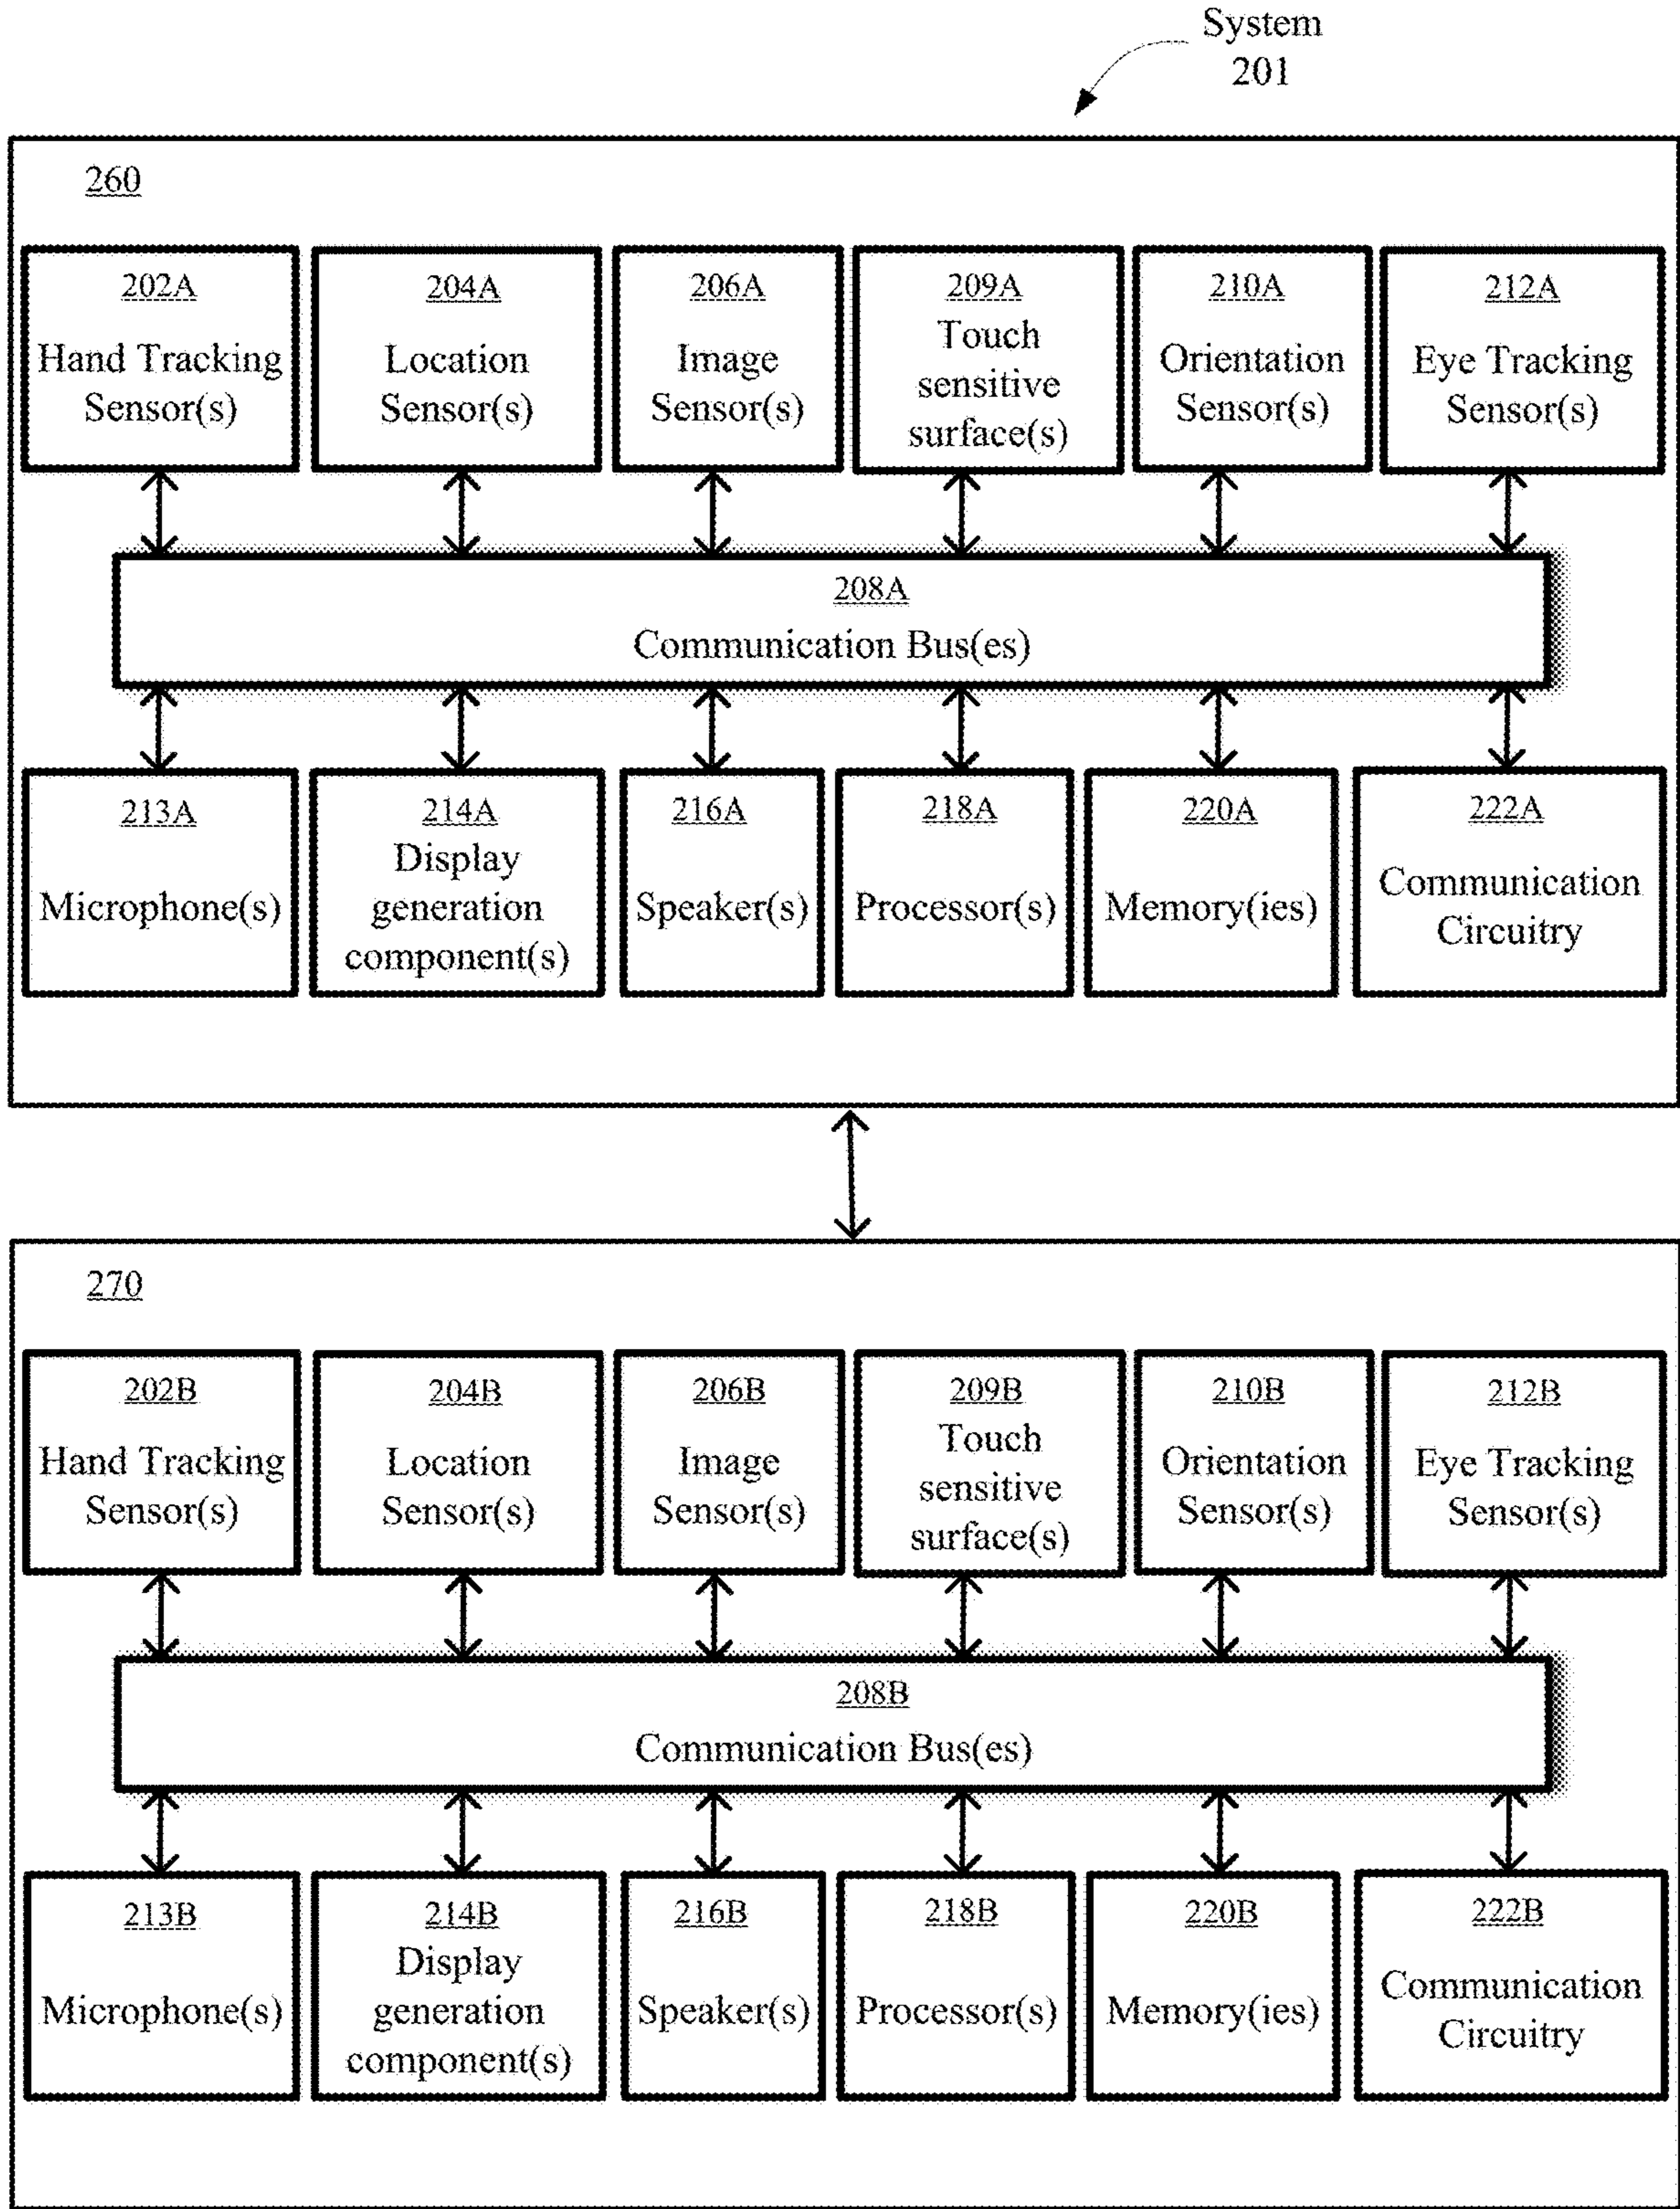 System
201
260
202A
Hand Tracking
Sensor(s)
204A
Location
Sensor(s)
206A
Image
Sensor(s)
209A
Touch
sensitive
surface(s)
210A
Orientation
Sensor(s)
212A
Eye Tracking
Sensor(s)
208A
Communication Bus(es)
213A
Microphone(s)
214A
Display
generation
component(s)
216A
Speaker(s)
218A
Processor(s)
220A
Memory(ies)
222A
Communication
Circuitry
270
202B
Hand Tracking
Sensor(s)
204B
Location
Sensor(s)
206B
Image
Sensor(s)
209B
Touch
sensitive
surface(s)
210B
Orientation
Sensor(s)
212B
Eye Tracking
Sensor(s)
208B
Communication Bus(es)
213B
Microphone(s)
214B
Display
generation
component(s)
216B
Speaker(s)
218B
Processor(s)
220B
Memory(ies)
222B
Communication
Circuitry